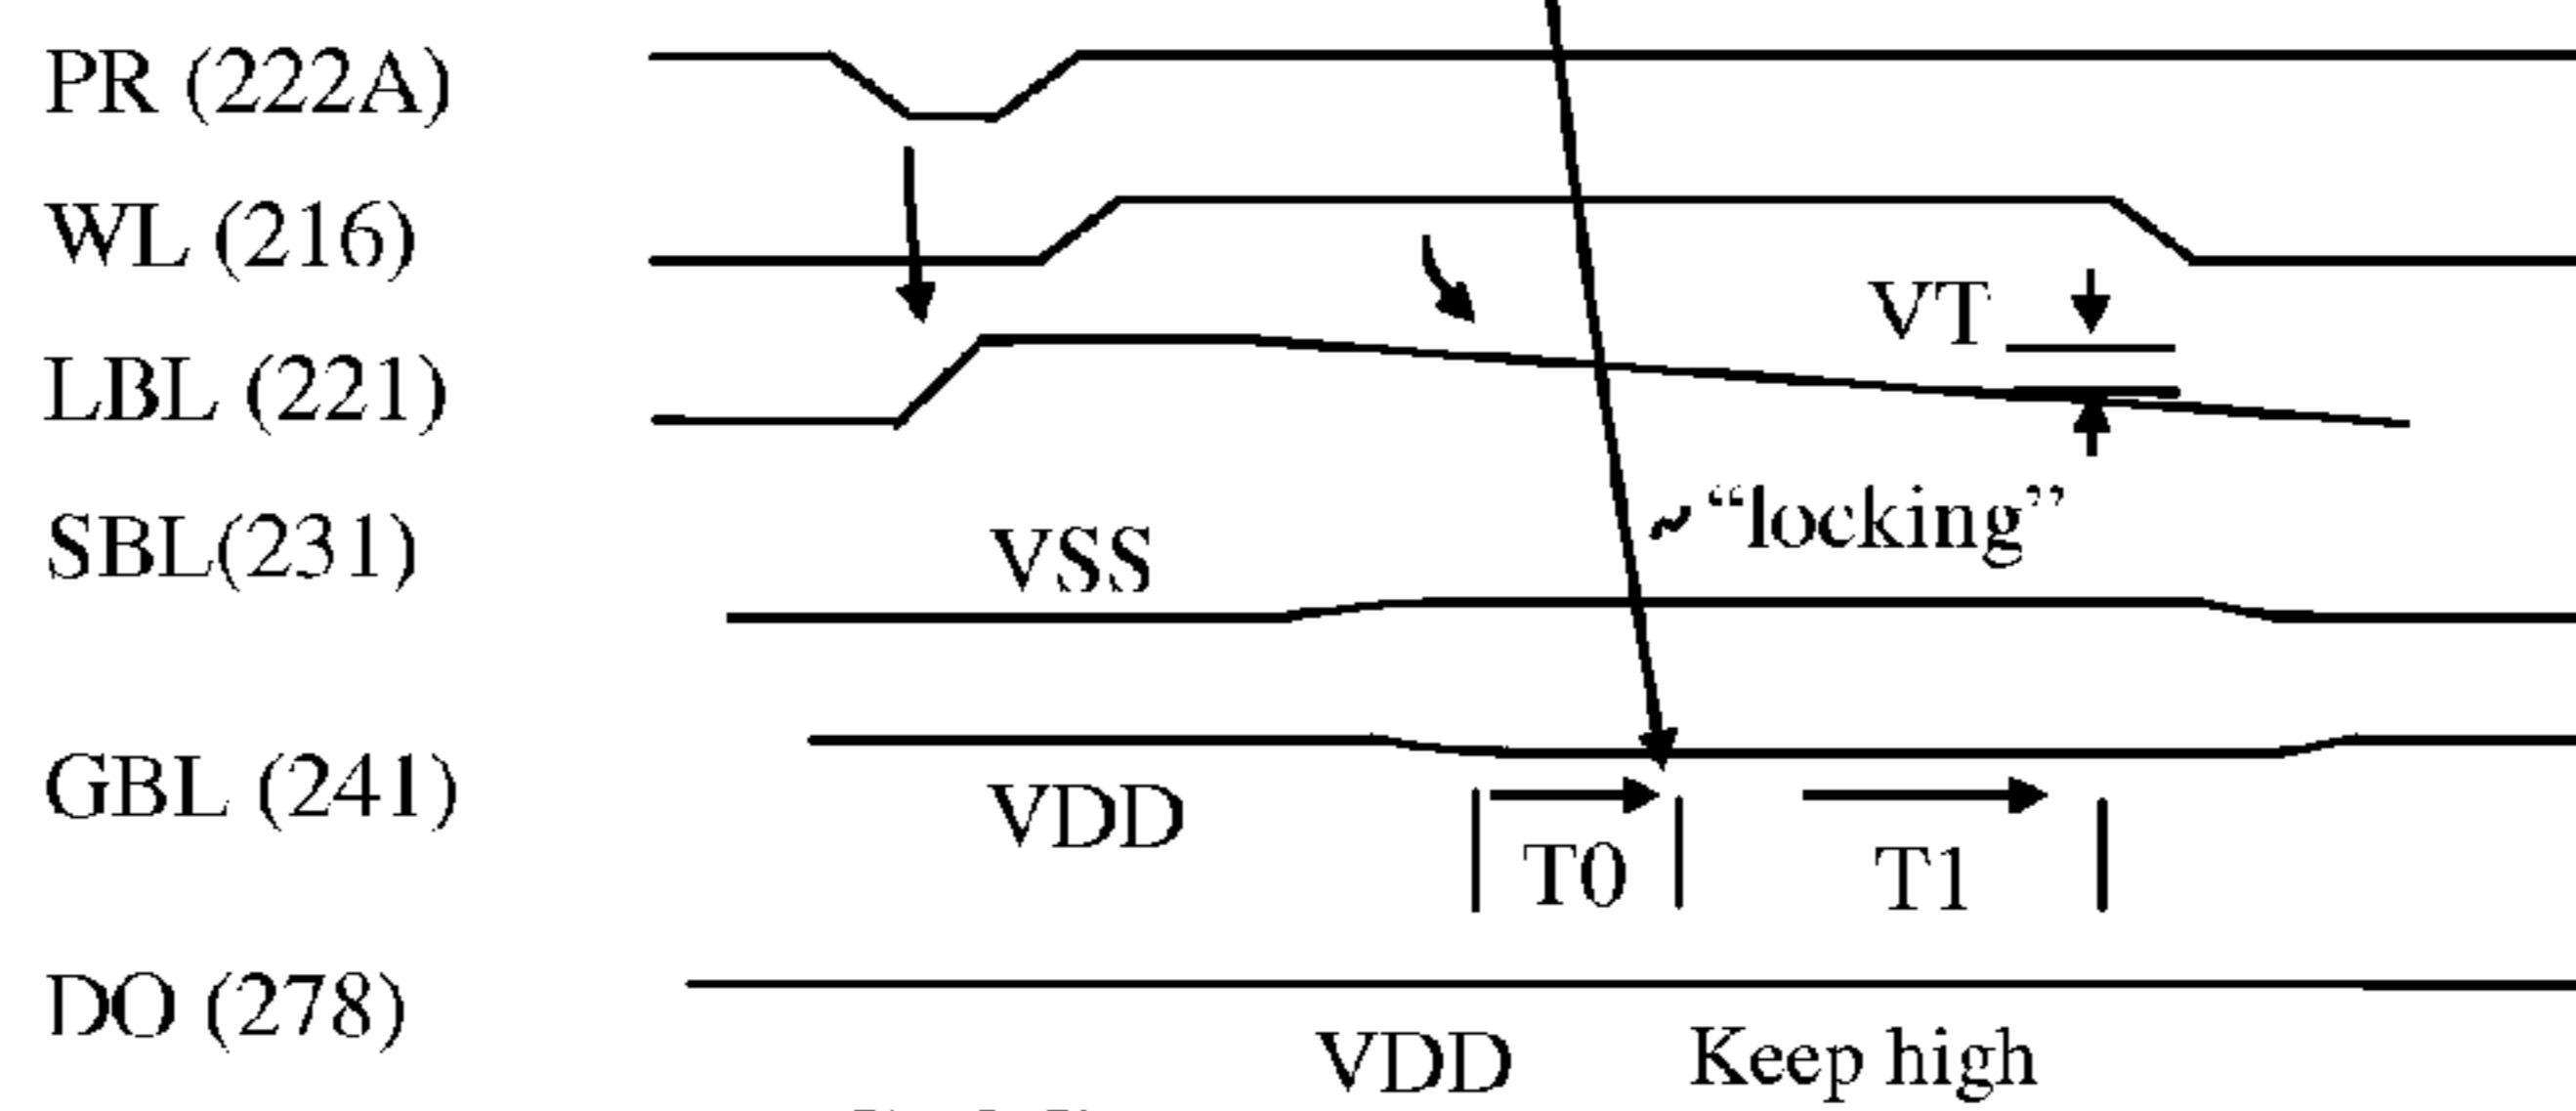 PR (222A)
WL (216)
VT
LBL (221)
SBL(231)
VSS
“locking”
GBL (241)
VDD
T0
T1
DO (278)
VDD
Keep high